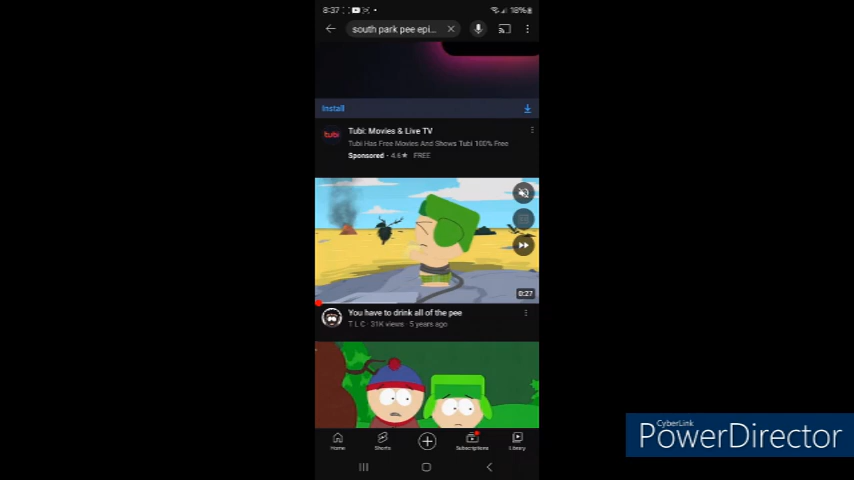 8:37
18%
south park pee epi...
Install
tubi
Tubi: Movies & Live TV
Tubi Has Free Movies And Shows Tubi 100% Free
Sponsored · 4.6★ FREE
0:27
You have to drink all of the pee
T L C · 31K views · 5 years ago
Home
Shorts
Subscriptions
Library
CyberLink
PowerDirector